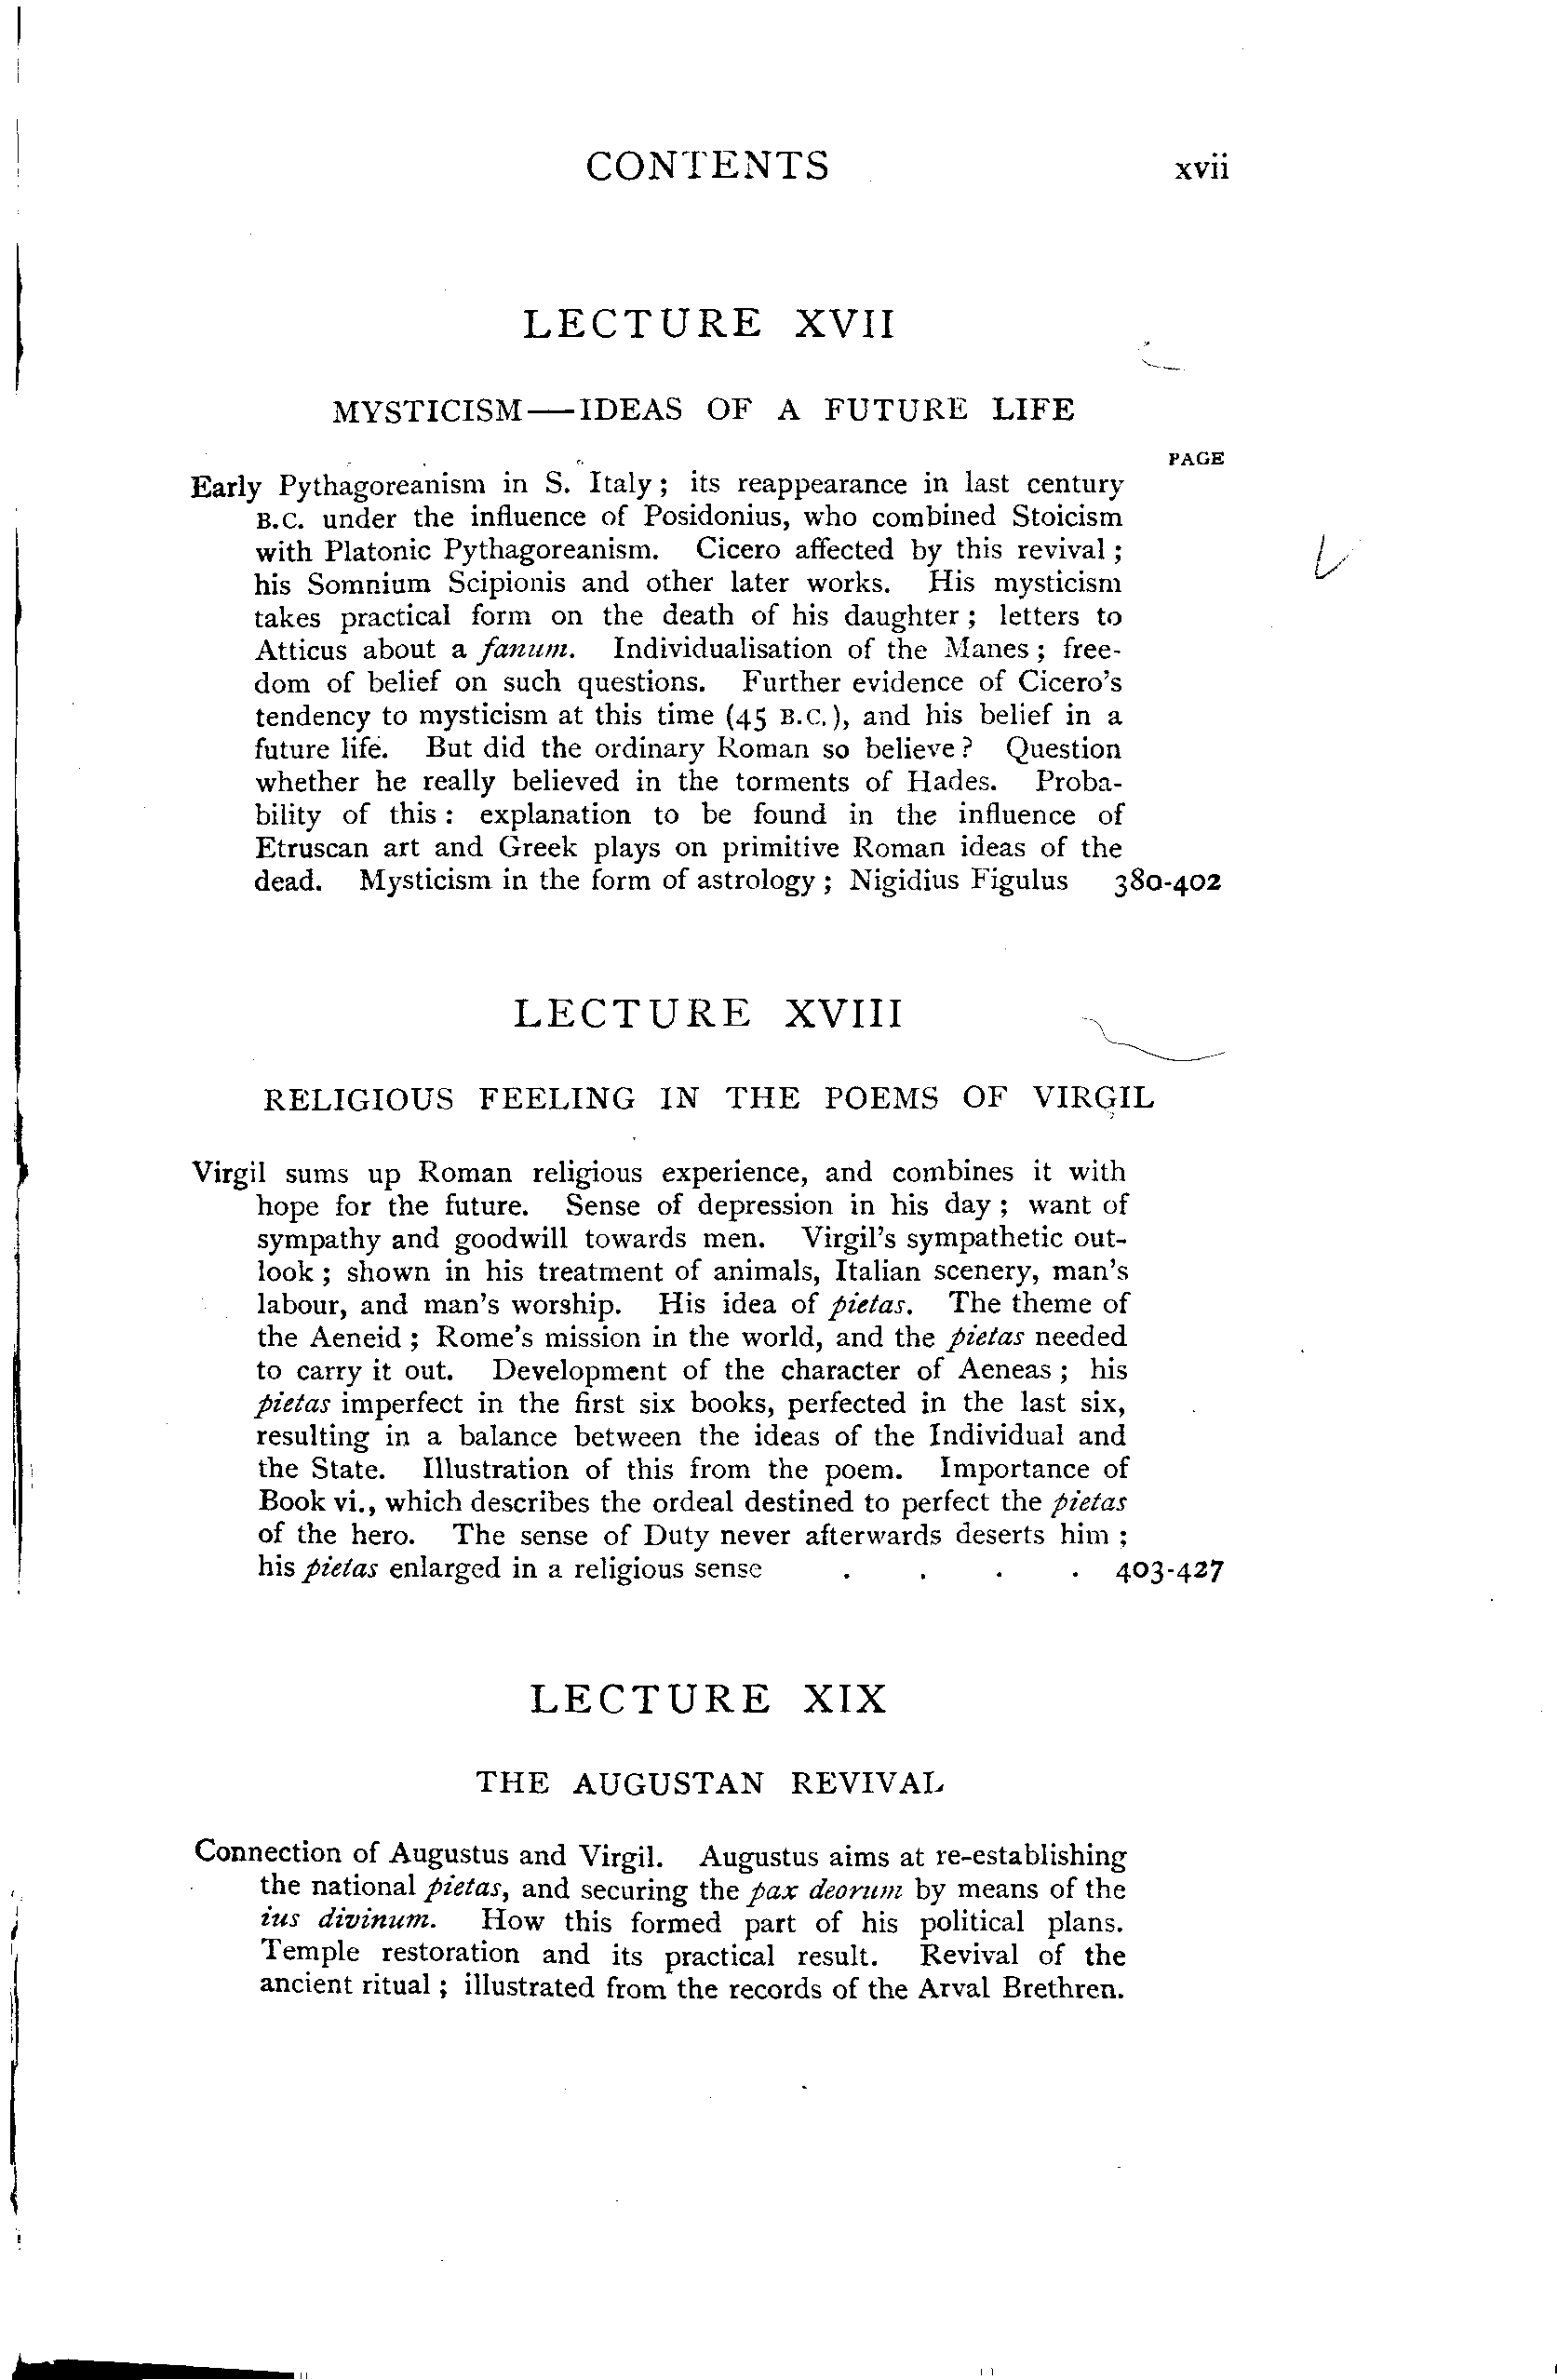 CONTENTS xvii
LECTURE XVII
MYSTICISM—IDEAS OF A FUTURE LIFE
PAGE
Early Pythagoreanism in S. Italy; its reappearance in last century
B.C. under the influence of Posidonius, who combined Stoicism
with Platonic Pythagoreanism. Cicero affected by this revival;
his Somnium Scipionis and other later works. His mysticism
takes practical form on the death of his daughter; letters to
Atticus about a fanum. Individualisation of the Manes; free-
dom of belief on such questions. Further evidence of Cicero's
tendency to mysticism at this time (45 B.C.), and his belief in a
future life. But did the ordinary Roman so believe? Question
whether he really believed in the torments of Hades. Proba-
bility of this: explanation to be found in the influence of
Etruscan art and Greek plays on primitive Roman ideas of the
dead. Mysticism in the form of astrology; Nigidius Figulus 380-402
LECTURE XVIII
RELIGIOUS FEELING IN THE POEMS OF VIRGIL
Virgil sums up Roman religious experience, and combines it with
hope for the future. Sense of depression in his day; want of
sympathy and goodwill towards men. Virgil's sympathetic out-
look; shown in his treatment of animals, Italian scenery, man's
labour, and man's worship. His idea of pietas. The theme of
the Aeneid; Rome's mission in the world, and the pietas needed
to carry it out. Development of the character of Aeneas; his
pietas imperfect in the first six books, perfected in the last six,
resulting in a balance between the ideas of the Individual and
the State. Illustration of this from the poem. Importance of
Book vi., which describes the ordeal destined to perfect the pietas
of the hero. The sense of Duty never afterwards deserts him;
his pietas enlarged in a religious sense . . . . 403-427
LECTURE XIX
THE AUGUSTAN REVIVAL
Connection of Augustus and Virgil. Augustus aims at re-establishing
the national pietas, and securing the pax deorum by means of the
ius divinum. How this formed part of his political plans.
Temple restoration and its practical result. Revival of the
ancient ritual; illustrated from the records of the Arval Brethren.